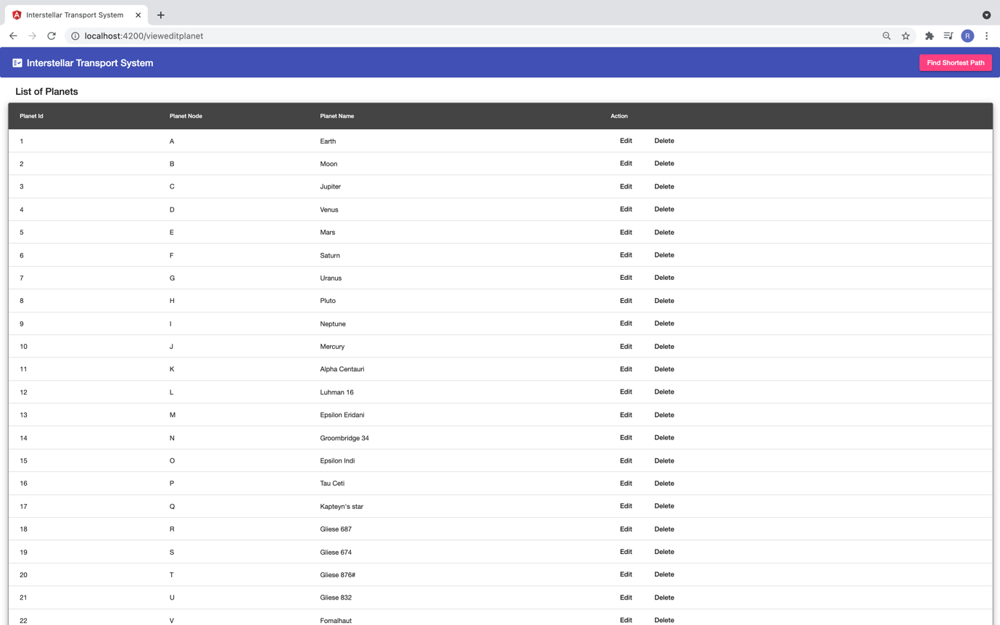 Interstellar Transport System
localhost:4200/vieweditplanet
R
Interstellar Transport System
Find Shortest Path
List of Planets
Planet Id Planet Node Planet Name Action
1 A Earth Edit Delete
2 B Moon Edit Delete
3 C Jupiter Edit Delete
4 D Venus Edit Delete
5 E Mars Edit Delete
6 F Saturn Edit Delete
7 G Uranus Edit Delete
8 H Pluto Edit Delete
9 I Neptune Edit Delete
10 J Mercury Edit Delete
11 K Alpha Centauri Edit Delete
12 L Luhman 16 Edit Delete
13 M Epsilon Eridani Edit Delete
14 N Groombridge 34 Edit Delete
15 O Epsilon Indi Edit Delete
16 P Tau Ceti Edit Delete
17 Q Kapteyn's star Edit Delete
18 R Gliese 687 Edit Delete
19 S Gliese 674 Edit Delete
20 T Gliese 876# Edit Delete
21 U Gliese 832 Edit Delete
22 V Fomalhaut Edit Delete